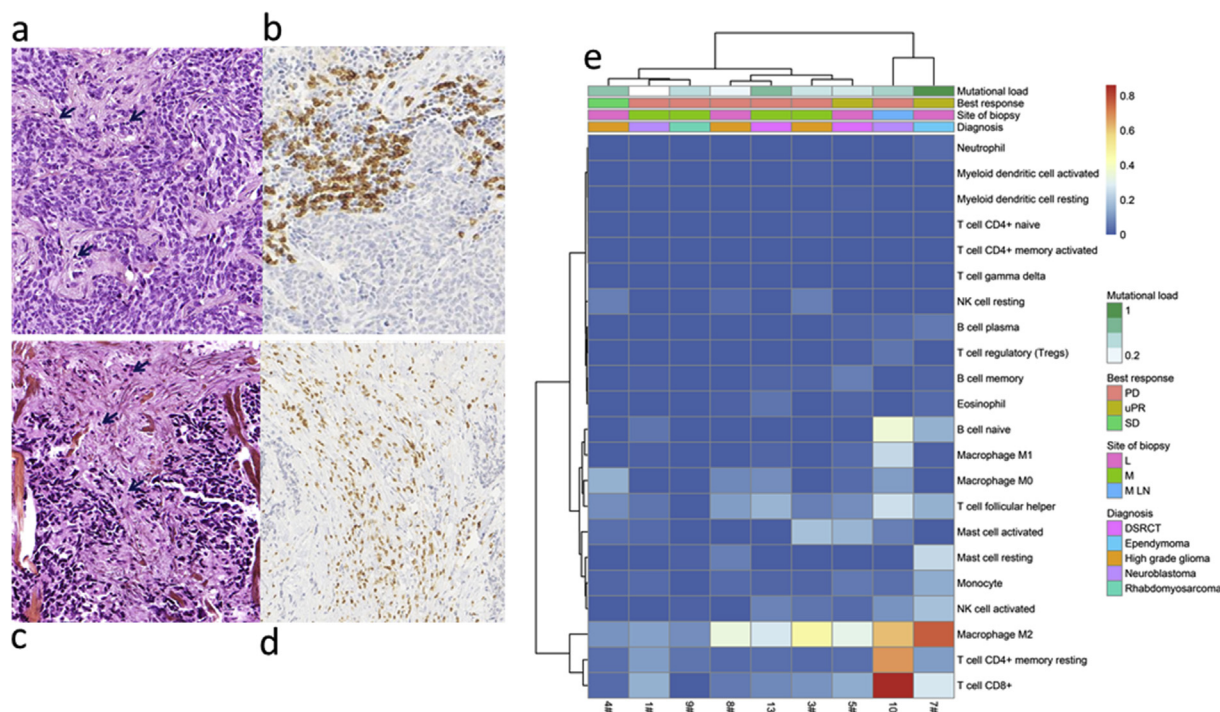 a
b
c
d
e
Mutational load
Best response
Site of biopsy
Diagnosis
Neutrophil
Myeloid dendritic cell activated
Myeloid dendritic cell resting
T cell CD4+ naive
T cell CD4+ memory activated
T cell gamma delta
NK cell resting
B cell plasma
T cell regulatory (Tregs)
B cell memory
Eosinophil
B cell naive
Macrophage M1
Macrophage M0
T cell follicular helper
Mast cell activated
Mast cell resting
Monocyte
NK cell activated
Macrophage M2
T cell CD4+ memory resting
T cell CD8+
4#
1#
9#
8#
13
3#
5#
10
7#
0.8
0.6
0.4
0.2
0
Mutational load
1
0.2
Best response
PD
uPR
SD
Site of biopsy
L
M
M LN
Diagnosis
DSRCT
Ependymoma
High grade glioma
Neuroblastoma
Rhabdomyosarcoma